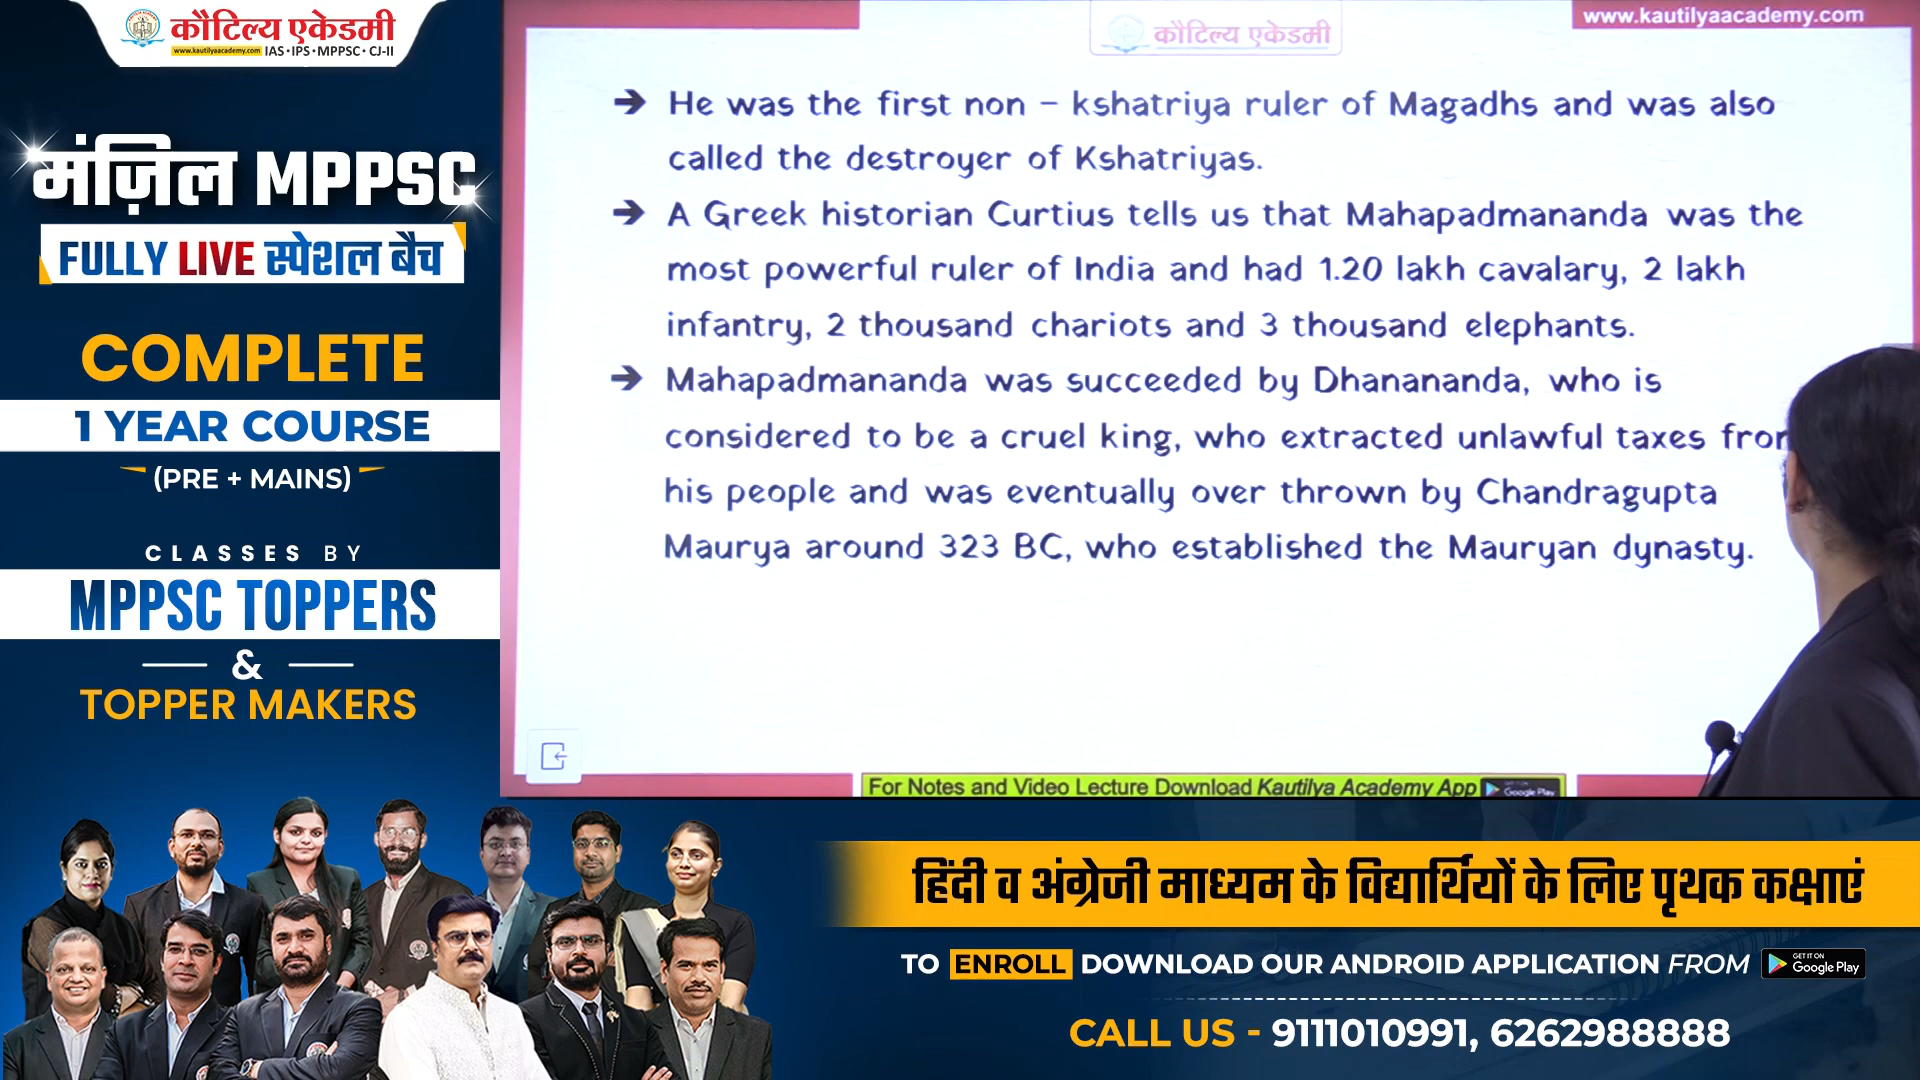 कौटिल्य एकेडमी
www.kautilyaacademy.com IAS • IPS • MPPSC • CJ-II
मंज़िल MPPSC
FULLY LIVE स्पेशल बैच
COMPLETE
1 YEAR COURSE
(PRE + MAINS)
CLASSES BY
MPPSC TOPPERS
&
TOPPER MAKERS
कौटिल्य एकेडमी
www.kautilyaacademy.com
➔ He was the first non – kshatriya ruler of Magadhs and was also
called the destroyer of Kshatriyas.
➔ A Greek historian Curtius tells us that Mahapadmananda was the
most powerful ruler of India and had 1.20 lakh cavalary, 2 lakh
infantry, 2 thousand chariots and 3 thousand elephants.
➔ Mahapadmananda was succeeded by Dhanananda, who is
considered to be a cruel king, who extracted unlawful taxes from
his people and was eventually over thrown by Chandragupta
Maurya around 323 BC, who established the Mauryan dynasty.
For Notes and Video Lecture Download Kautilya Academy App GET IT ON Google Play
हिंदी व अंग्रेजी माध्यम के विद्यार्थियों के लिए पृथक कक्षाएं
TO ENROLL DOWNLOAD OUR ANDROID APPLICATION FROM GET IT ON Google Play
CALL US - 9111010991, 6262988888